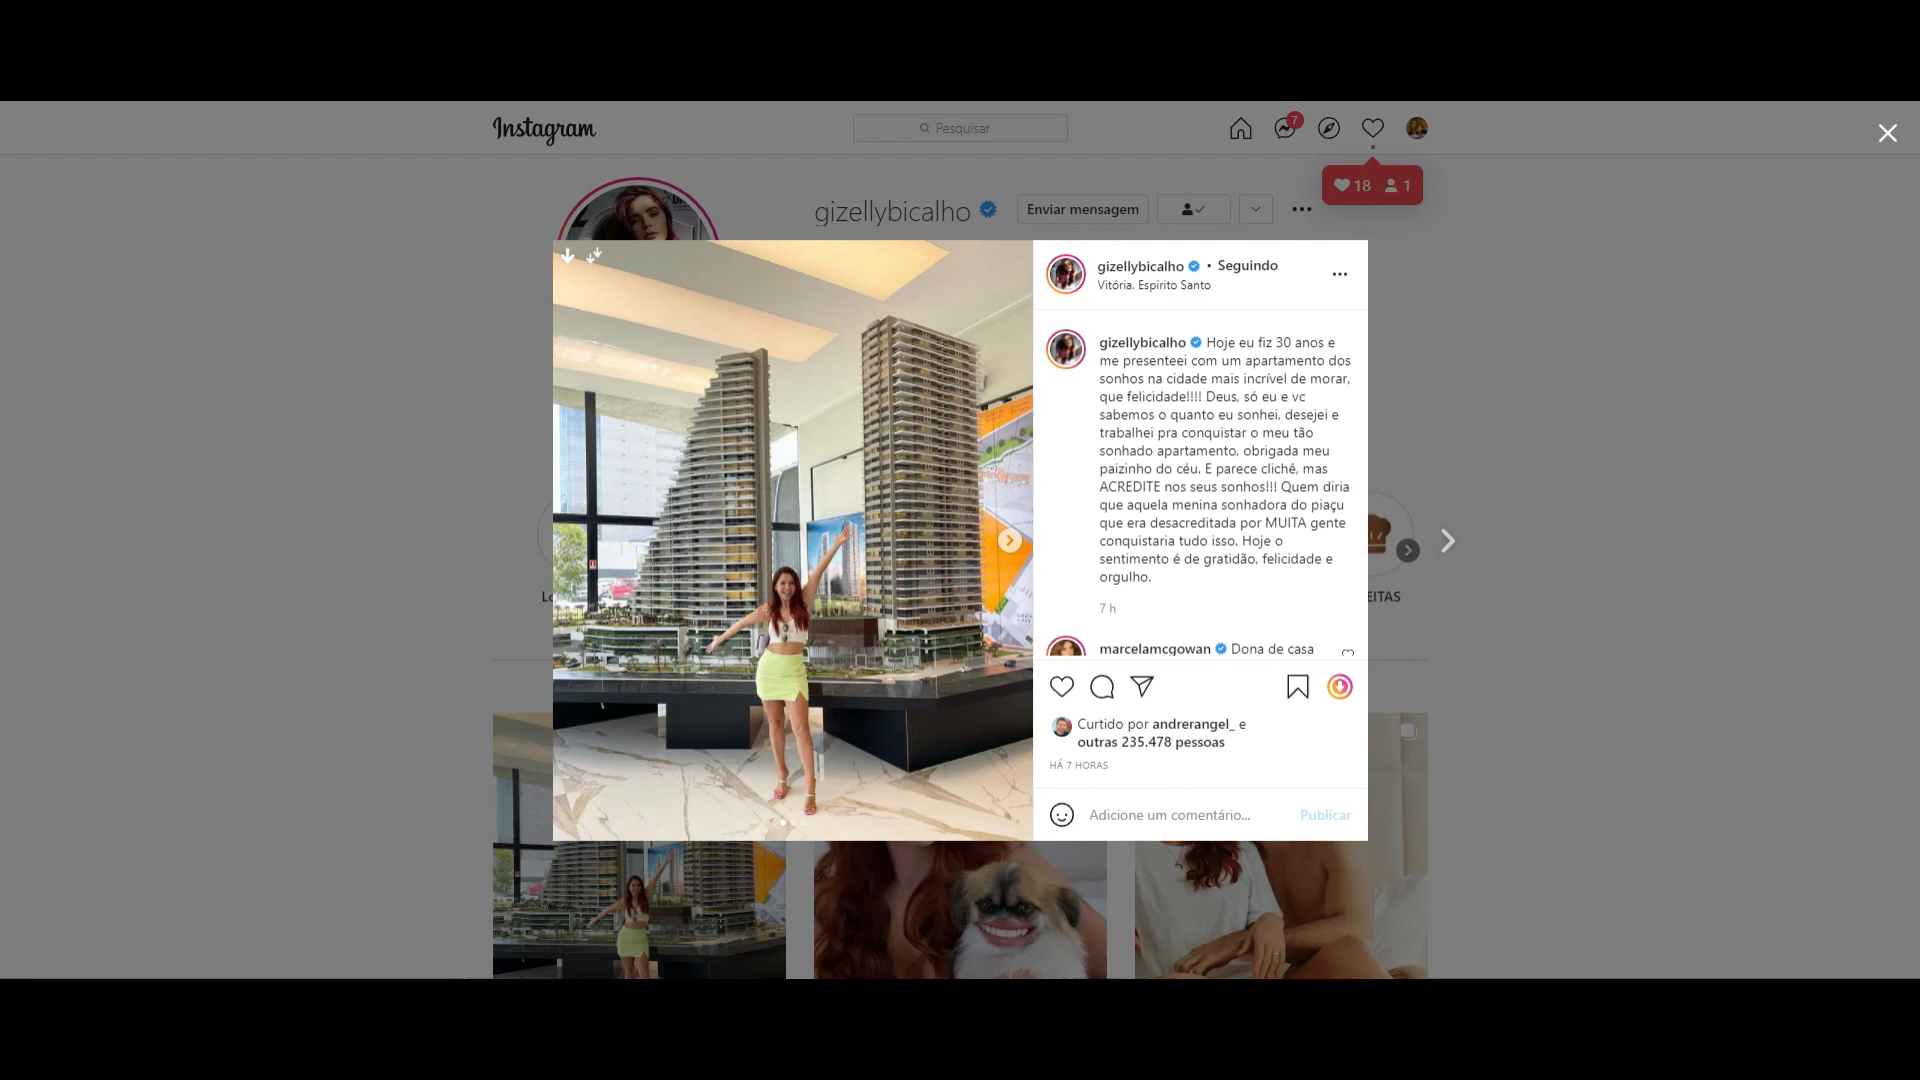 Instagram
Pesquisar
7
18 1
gizellybicalho
Enviar mensagem
gizellybicalho • Seguindo
Vitória, Espirito Santo
gizellybicalho Hoje eu fiz 30 anos e
me presenteei com um apartamento dos
sonhos na cidade mais incrível de morar,
que felicidade!!!! Deus, só eu e vc
sabemos o quanto eu sonhei, desejei e
trabalhei pra conquistar o meu tão
sonhado apartamento, obrigada meu
paizinho do céu. E parece clichê, mas
ACREDITE nos seus sonhos!!! Quem diria
que aquela menina sonhadora do piaçu
que era desacreditada por MUITA gente
conquistaria tudo isso. Hoje o
sentimento é de gratidão, felicidade e
orgulho.
7 h
EITAS
marcelamcgowan Dona de casa
Curtido por andrerangel_ e
outras 235.478 pessoas
HÁ 7 HORAS
Adicione um comentário...
Publicar